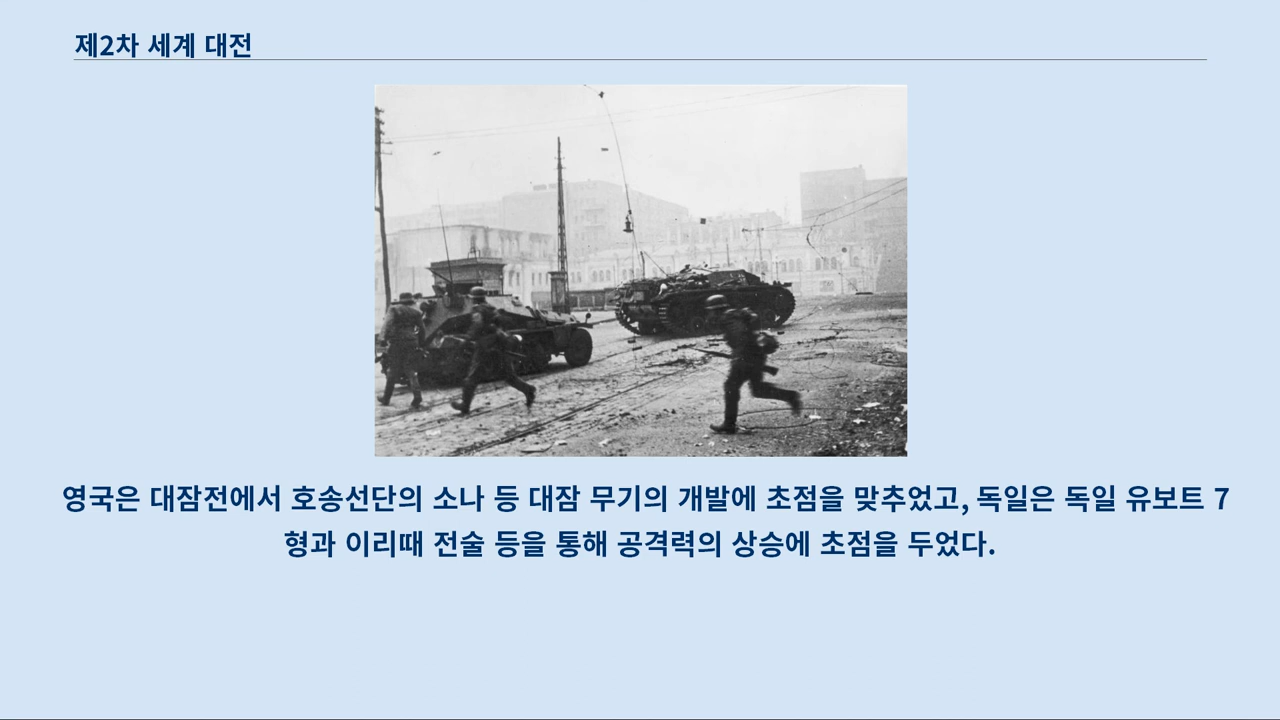 제2차 세계 대전
영국은 대잠전에서 호송선단의 소나 등 대잠 무기의 개발에 초점을 맞추었고, 독일은 독일 유보트 7
형과 이리때 전술 등을 통해 공격력의 상승에 초점을 두었다.